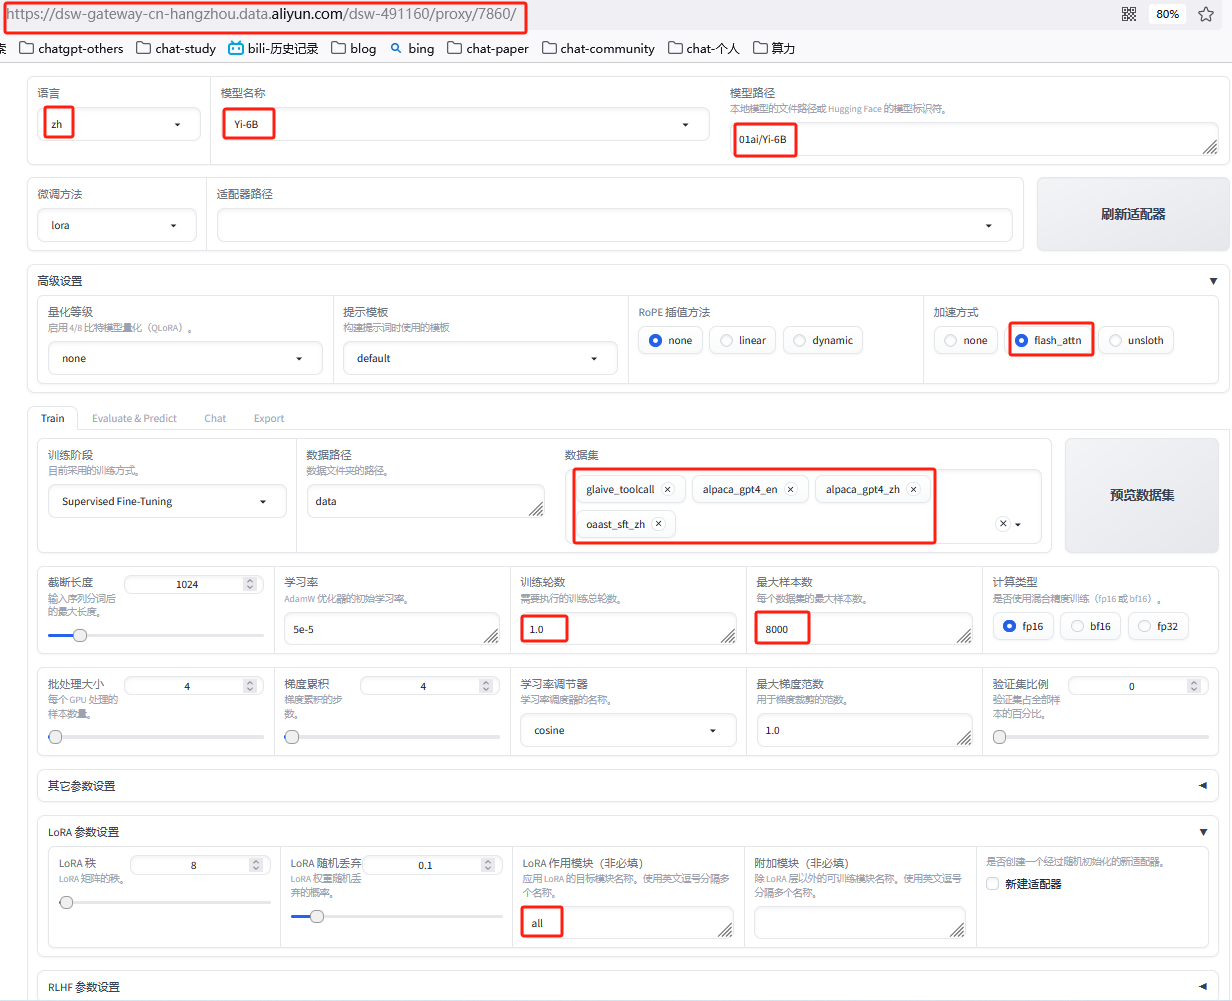 https://dsw-gateway-cn-hangzhou.data.aliyun.com/dsw-491160/proxy/7860/
80%
chatgpt-others chat-study bili-历史记录 blog bing chat-paper chat-community chat-个人 算力
语言 模型名称 模型路径
本地模型的文件路径或 Hugging Face 的模型标识符。
zh Yi-6B 01ai/Yi-6B
微调方法 适配器路径
lora 刷新适配器
高级设置
量化等级 提示模板 RoPE 插值方法 加速方式
启用 4/8 比特模型量化（QLoRA）。 构建提示词时使用的模板
none default none linear dynamic none flash_attn unsloth
Train Evaluate & Predict Chat Export
训练阶段 数据路径 数据集
目前采用的训练方式。 数据文件夹的路径。
Supervised Fine-Tuning data glaive_toolcall alpaca_gpt4_en alpaca_gpt4_zh 预览数据集
oaast_sft_zh
截断长度 1024 学习率 训练轮数 最大样本数 计算类型
输入序列分词后的最大长度。 AdamW 优化器的初始学习率。 需要执行的训练总轮数。 每个数据集的最大样本数。 是否使用混合精度训练（fp16 或 bf16）。
5e-5 1.0 8000 fp16 bf16 fp32
批处理大小 4 梯度累积 4 学习率调节器 最大梯度范数 验证集比例 0
每个 GPU 处理的样本数量。 梯度累积的步数。 学习率调度器的名称。 用于梯度裁剪的范数。 验证集占全部样本的百分比。
cosine 1.0
其它参数设置
LoRA 参数设置
LoRA 秩 8 LoRA 随机丢弃 0.1 LoRA 作用模块（非必填） 附加模块（非必填） 是否创建一个经过随机初始化的新适配器。
LoRA 矩阵的秩。 LoRA 权重随机丢弃的概率。 应用 LoRA 的目标模块名称。使用英文逗号分隔多个名称。 除 LoRA 层以外的可训练模块名称。使用英文逗号分隔多个名称。 新建适配器
all
RLHF 参数设置